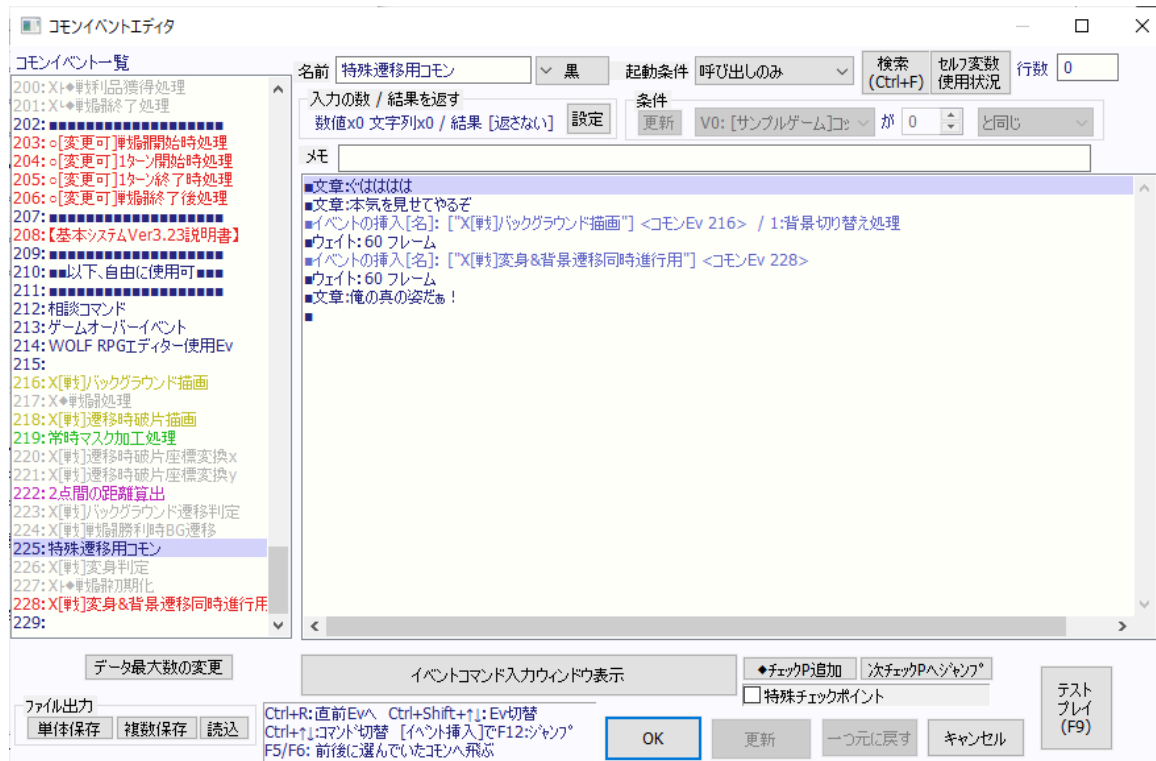 コモンイベントエディタ
コモンイベント一覧
200:X┣◆戦利品獲得処理
201:X┗◆戦闘終了処理
202:■■■■■■■■■■■■■■■■■■■
203:○[変更可]戦闘開始時処理
204:○[変更可]1ターン開始時処理
205:○[変更可]1ターン終了時処理
206:○[変更可]戦闘終了後処理
207:■■■■■■■■■■■■■■■■■■■
208:【基本システムVer3.23説明書】
209:■■■■■■■■■■■■■■■■■■■
210:■■以下、自由に使用可■■■
211:■■■■■■■■■■■■■■■■■■■
212:相談コマンド
213:ゲームオーバーイベント
214:WOLF RPGエディター使用Ev
215:
216:X[戦]バックグラウンド描画
217:X◆戦闘処理
218:X[戦]遷移時破片描画
219:常時マスク加工処理
220:X[戦]遷移時破片座標変換x
221:X[戦]遷移時破片座標変換y
222:2点間の距離算出
223:X[戦]バックグラウンド遷移判定
224:X[戦]戦闘勝利時BG遷移
225:特殊遷移用コモン
226:X[戦]変身判定
227:X┣◆戦闘初期化
228:X[戦]変身&背景遷移同時進行用
229:
データ最大数の変更
ファイル出力
単体保存 複数保存 読込
名前 特殊遷移用コモン 黒 起動条件 呼び出しのみ 検索 (Ctrl+F) セルフ変数 使用状況 行数 0
入力の数 / 結果を返す
数値x0 文字列x0 / 結果 [返さない] 設定
条件
更新 V0: [サンプルゲーム]コ が 0 と同じ
メモ
■文章:ぐはははは
■文章:本気を見せてやるぞ
■イベントの挿入[名]: ["X[戦]バックグラウンド描画"] <コモンEv 216> / 1:背景切り替え処理
■ウェイト:60 フレーム
■イベントの挿入[名]: ["X[戦]変身&背景遷移同時進行用"] <コモンEv 228>
■ウェイト:60 フレーム
■文章:俺の真の姿だぁ!
■
イベントコマンド入力ウィンドウ表示
◆チェックP追加 次チェックPへジャンプ
特殊チェックポイント
Ctrl+R:直前Evへ Ctrl+Shift+↑↓:Ev切替
Ctrl+↑↓:コマンド切替 [イベント挿入]でF12:ジャンプ
F5/F6: 前後に選んでいたコモンへ飛ぶ
OK 更新 一つ元に戻す キャンセル
テスト
プレイ
(F9)